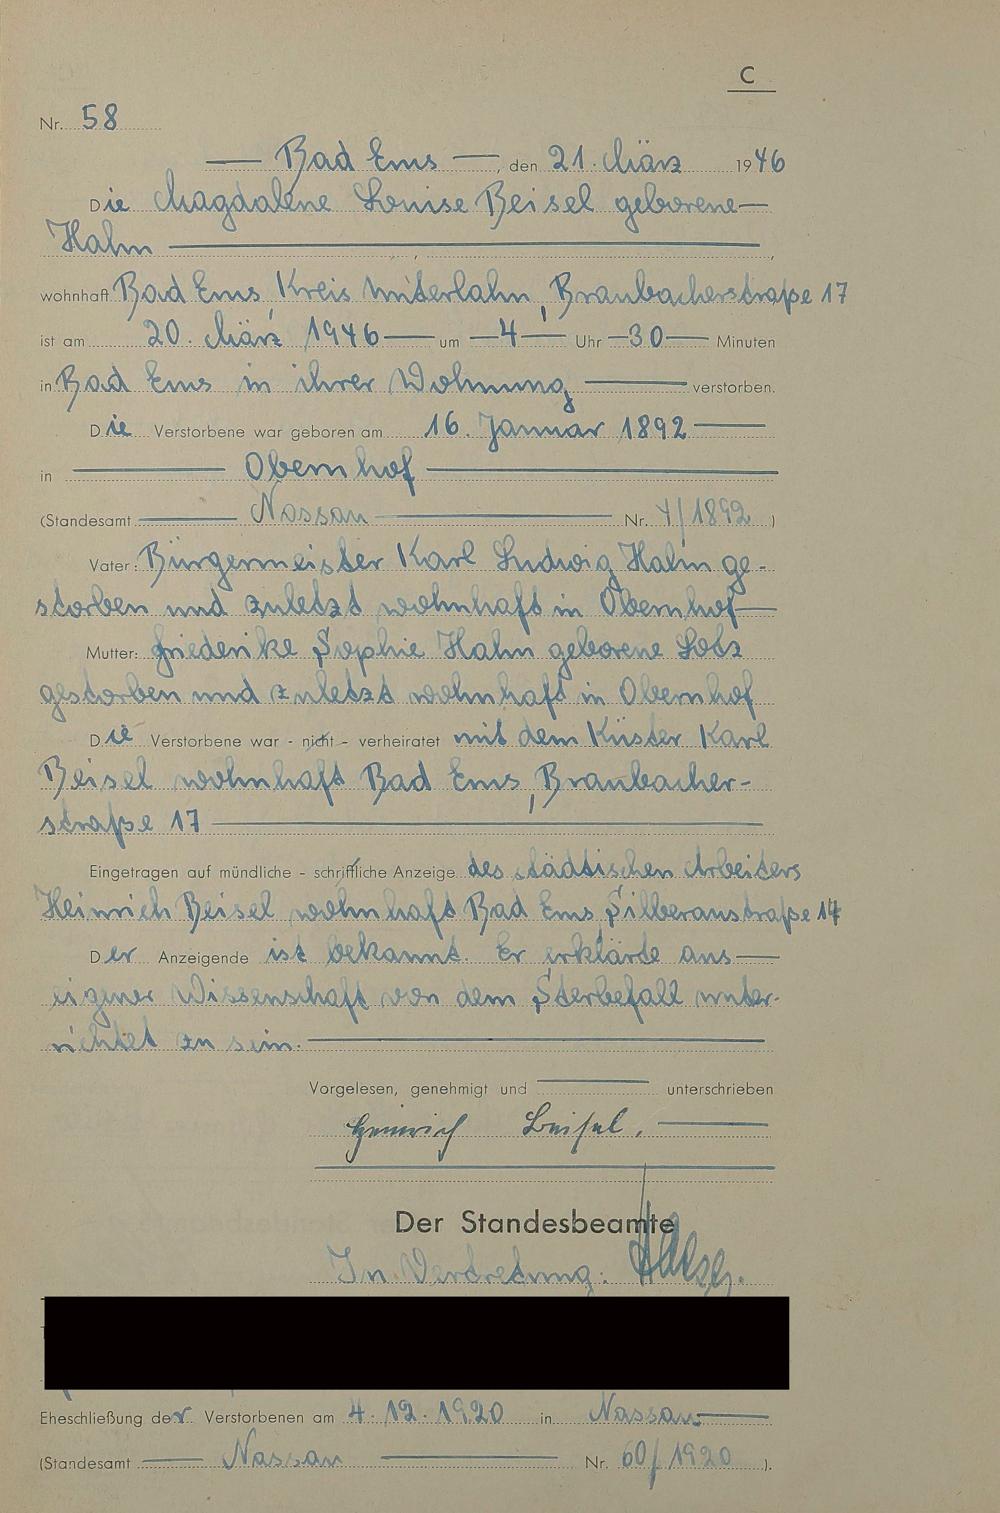 C
Nr. 58
Bad Ems, den 21. März 1946
Die Magdalene Louise Beisel geborene
Hahn
wohnhaft Bad Ems, Kreis Unterlahn, Braubacherstraße 17
ist am 20. März 1946 um 4 Uhr 30 Minuten
in Bad Ems in ihrer Wohnung verstorben.
Die Verstorbene war geboren am 16. Januar 1892
in Obernhof
(Standesamt Nassau Nr. 4/1892)
Vater: Bürgermeister Karl Ludwig Hahn ge-
storben und zuletzt wohnhaft in Obernhof
Mutter: Friederike Sophie Hahn geborene Lotz
gestorben und zuletzt wohnhaft in Obernhof
Die Verstorbene war - nicht - verheiratet mit dem Küster Karl
Beisel wohnhaft Bad Ems, Braubacher-
straße 17
Eingetragen auf mündliche - schriftliche Anzeige des städtischen Arbeiters
Heinrich Beisel wohnhaft Bad Ems Silberaustraße 14
Der Anzeigende ist bekannt. Er erklärte aus
eigener Wissenschaft von dem Sterbefall unter-
richtet zu sein.
Vorgelesen, genehmigt und unterschrieben
Heinrich Beisel.
Der Standesbeamte
In Vertretung:
Eheschließung der Verstorbenen am 4.12.1920 in Nassau
(Standesamt Nassau Nr. 60/1920).